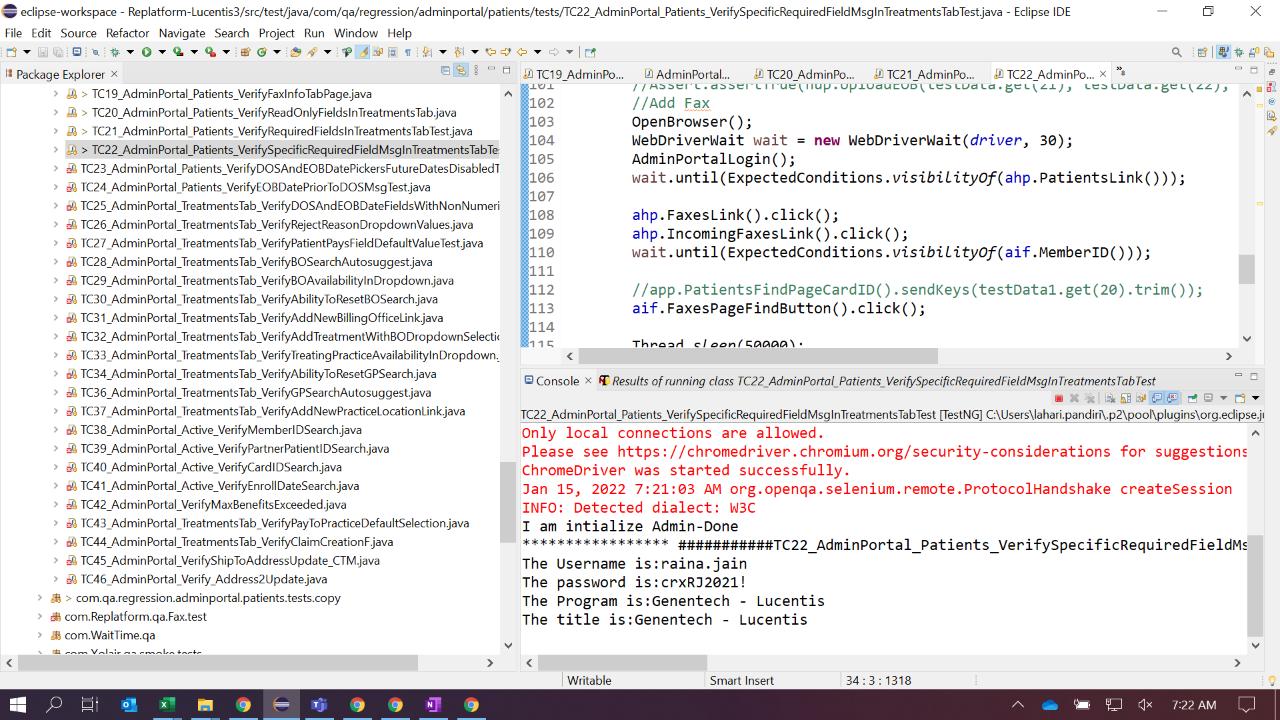 eclipse-workspace - Replatform-Lucentis3/src/test/java/com/qa/regression/adminportal/patients/tests/TC22_AdminPortal_Patients_VerifySpecificRequiredFieldMsgInTreatmentsTabTest.java - Eclipse IDE
File Edit Source Refactor Navigate Search Project Run Window Help
Package Explorer
TC19_AdminPo...
AdminPortal...
TC20_AdminPo...
TC21_AdminPo...
TC22_AdminPo...
> TC19_AdminPortal_Patients_VerifyFaxInfoTabPage.java
> TC20_AdminPortal_Patients_VerifyReadOnlyFieldsInTreatmentsTab.java
> TC21_AdminPortal_Patients_VerifyRequiredFieldsInTreatmentsTabTest.java
> TC22_AdminPortal_Patients_VerifySpecificRequiredFieldMsgInTreatmentsTabTe
TC23_AdminPortal_Patients_VerifyDOSAndEOBDatePickersFutureDatesDisabledT
TC24_AdminPortal_Patients_VerifyEOBDatePriorToDOSMsgTest.java
TC25_AdminPortal_TreatmentsTab_VerifyDOSAndEOBDateFieldsWithNonNumeri
TC26_AdminPortal_TreatmentsTab_VerifyRejectReasonDropdownValues.java
TC27_AdminPortal_TreatmentsTab_VerifyPatientPaysFieldDefaultValueTest.java
TC28_AdminPortal_TreatmentsTab_VerifyBOSearchAutosuggest.java
TC29_AdminPortal_TreatmentsTab_VerifyBOAvailabilityInDropdown.java
TC30_AdminPortal_TreatmentsTab_VerifyAbilityToResetBOSearch.java
TC31_AdminPortal_TreatmentsTab_VerifyAddNewBillingOfficeLink.java
TC32_AdminPortal_TreatmentsTab_VerifyAddTreatmentWithBODropdownSelecti
TC33_AdminPortal_TreatmentsTab_VerifyTreatingPracticeAvailabilityInDropdown.
TC34_AdminPortal_TreatmentsTab_VerifyAbilityToResetGPSearch.java
TC36_AdminPortal_TreatmentsTab_VerifyGPSearchAutosuggest.java
TC37_AdminPortal_TreatmentsTab_VerifyAddNewPracticeLocationLink.java
TC38_AdminPortal_Active_VerifyMemberIDSearch.java
TC39_AdminPortal_Active_VerifyPartnerPatientIDSearch.java
TC40_AdminPortal_Active_VerifyCardIDSearch.java
TC41_AdminPortal_Active_VerifyEnrollDateSearch.java
TC42_AdminPortal_VerifyMaxBenefitsExceeded.java
TC43_AdminPortal_TreatmentsTab_VerifyPayToPracticeDefaultSelection.java
TC44_AdminPortal_TreatmentsTab_VerifyClaimCreationF.java
TC45_AdminPortal_VerifyShipToAddressUpdate_CTM.java
TC46_AdminPortal_Verify_Address2Update.java
> com.qa.regression.adminportal.patients.tests.copy
com.Replatform.qa.Fax.test
com.WaitTime.qa
com.Xolair.qa.smoke.tests
101 //Assert.assertTrue(nup.uploadEOB(testData.get(21), testData.get(22),
102 //Add Fax
103 OpenBrowser();
104 WebDriverWait wait = new WebDriverWait(driver, 30);
105 AdminPortalLogin();
106 wait.until(ExpectedConditions.visibilityOf(ahp.PatientsLink()));
107
108 ahp.FaxesLink().click();
109 ahp.IncomingFaxesLink().click();
110 wait.until(ExpectedConditions.visibilityOf(aif.MemberID()));
111
112 //app.PatientsFindPageCardID().sendKeys(testData1.get(20).trim());
113 aif.FaxesPageFindButton().click();
114
115 Thread.sleep(50000);
Console Results of running class TC22_AdminPortal_Patients_VerifySpecificRequiredFieldMsgInTreatmentsTabTest
TC22_AdminPortal_Patients_VerifySpecificRequiredFieldMsgInTreatmentsTabTest [TestNG] C:\Users\lahari.pandiri\.p2\pool\plugins\org.eclipse.ju
Only local connections are allowed.
Please see https://chromedriver.chromium.org/security-considerations for suggestions
ChromeDriver was started successfully.
Jan 15, 2022 7:21:03 AM org.openqa.selenium.remote.ProtocolHandshake createSession
INFO: Detected dialect: W3C
I am intialize Admin-Done
***************** ###########TC22_AdminPortal_Patients_VerifySpecificRequiredFieldMs
The Username is:raina.jain
The password is:crxRJ2021!
The Program is:Genentech - Lucentis
The title is:Genentech - Lucentis
Writable Smart Insert 34 : 3 : 1318
7:22 AM